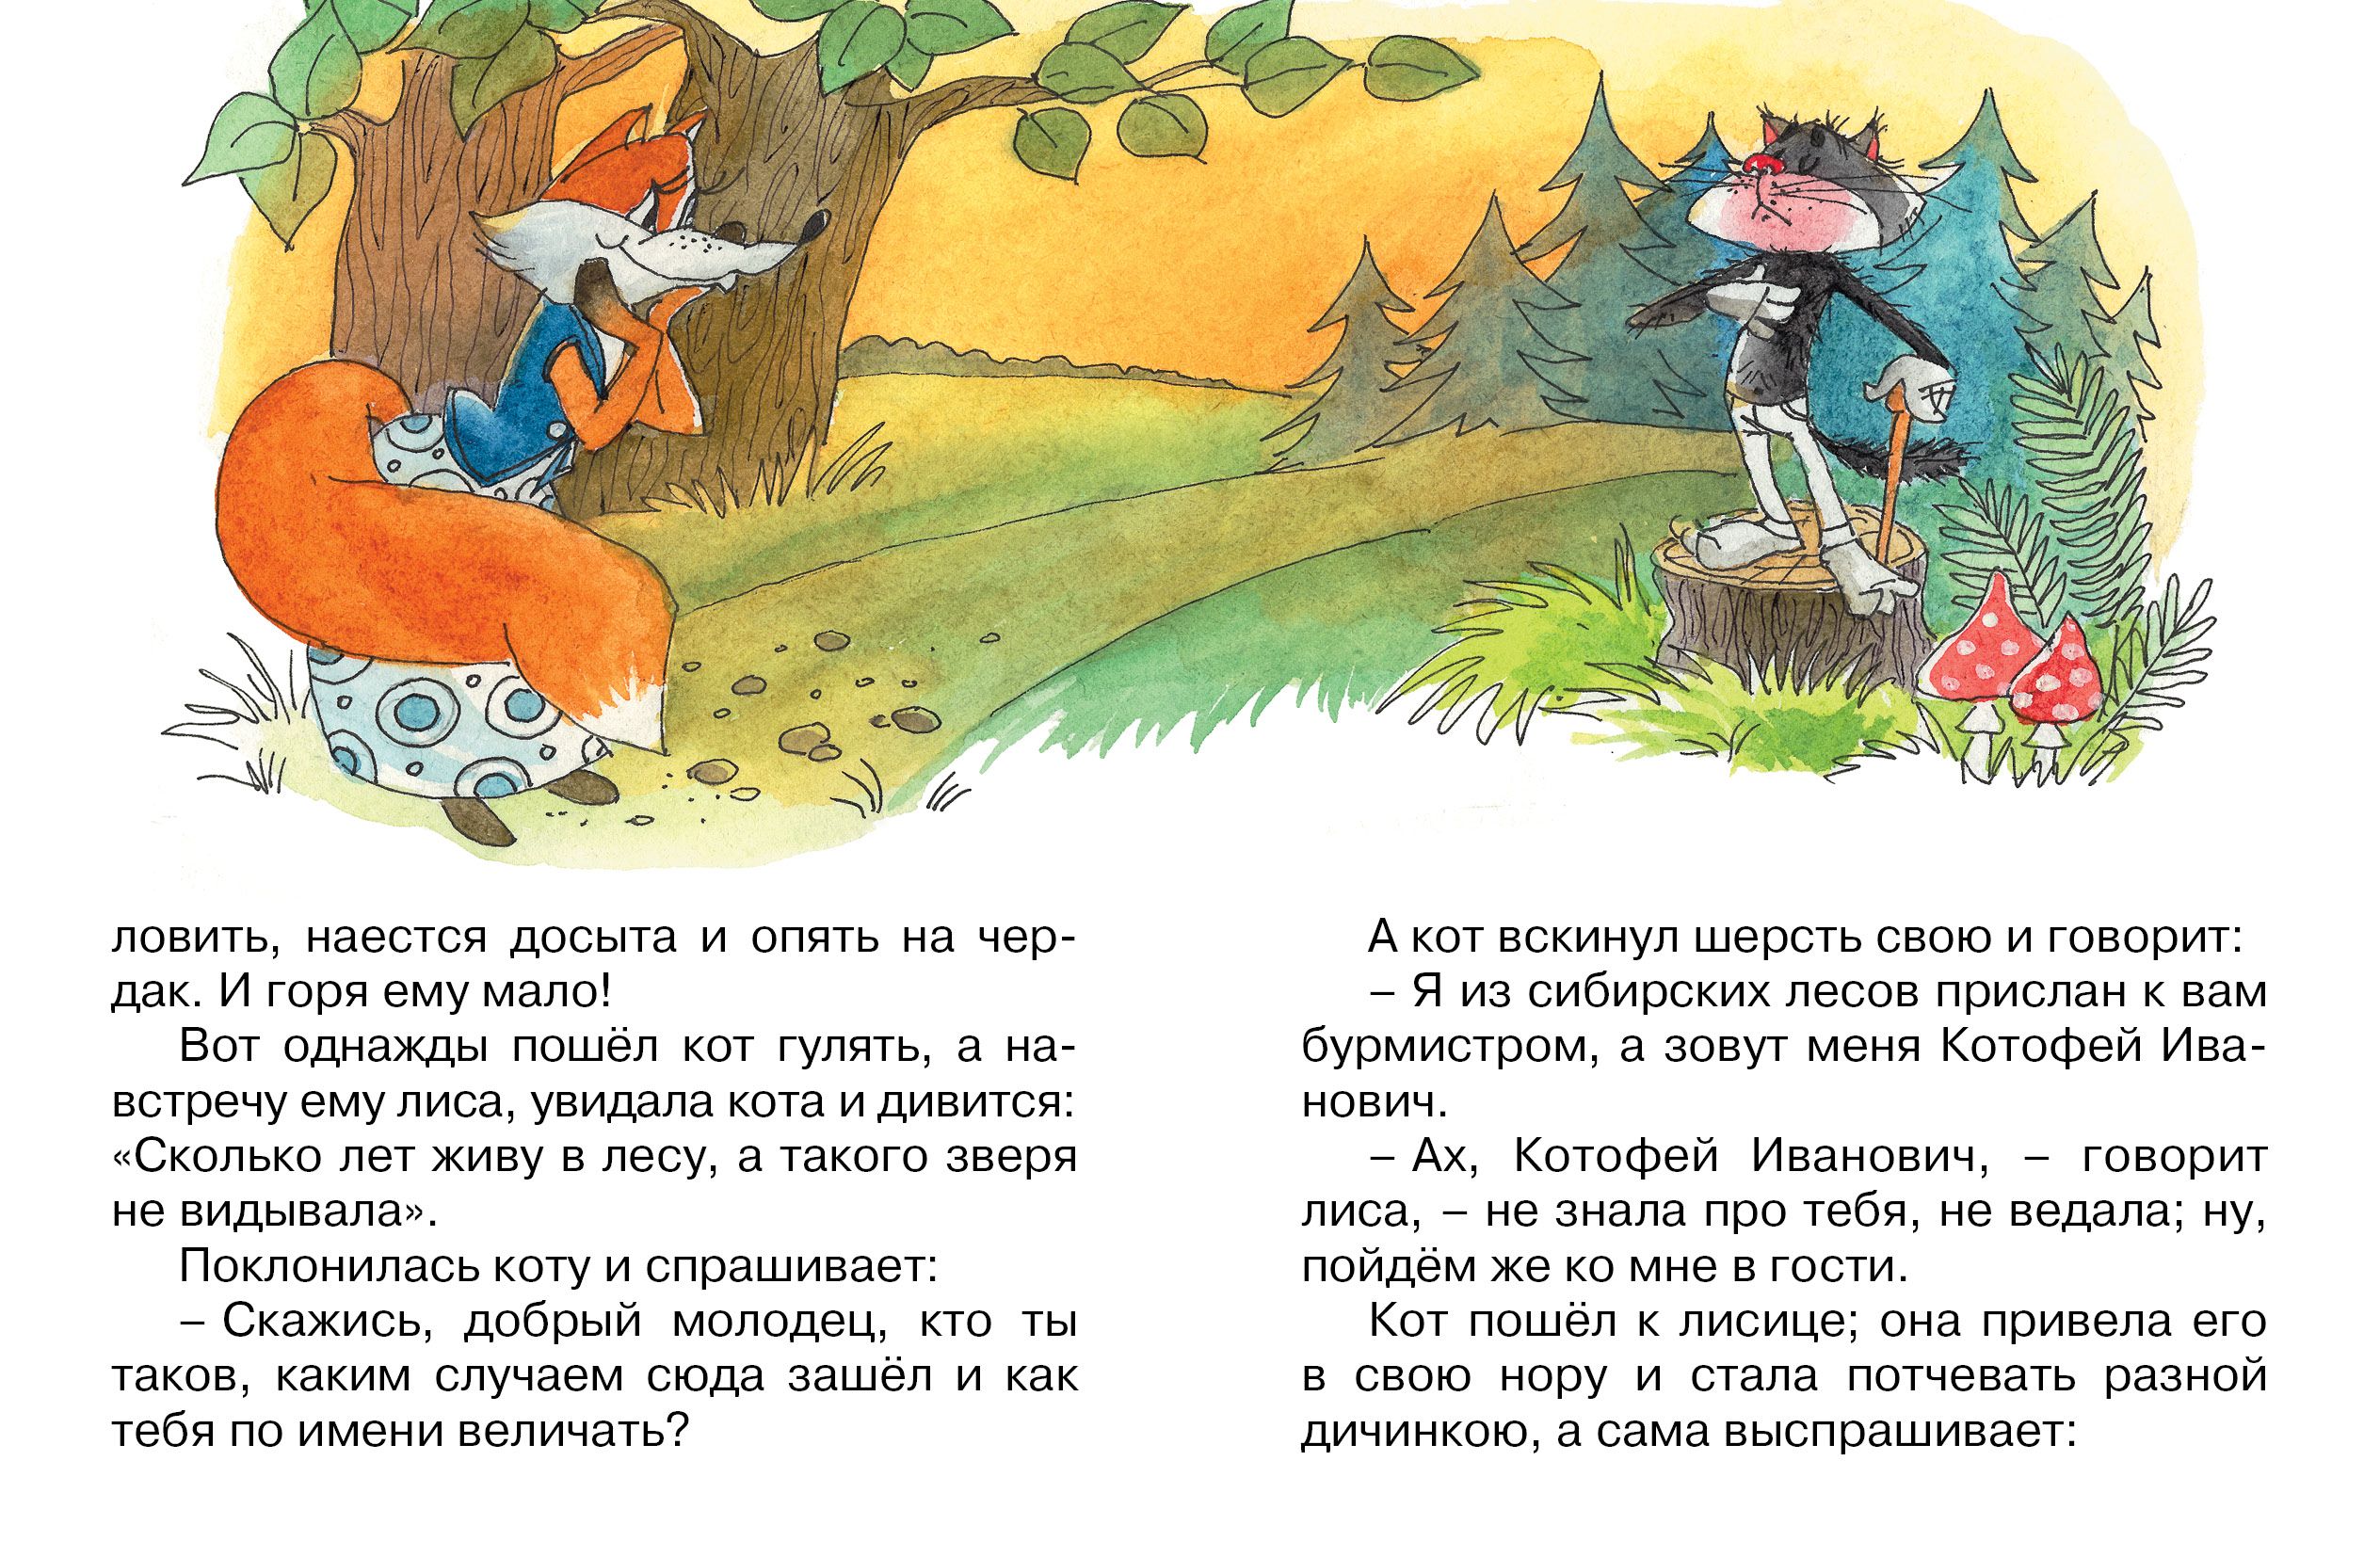 ловить, наестся досыта и опять на чер-
дак. И горя ему мало!
Вот однажды пошёл кот гулять, а на-
встречу ему лиса, увидала кота и дивится:
«Сколько лет живу в лесу, а такого зверя
не видывала».
Поклонилась коту и спрашивает:
– Скажись, добрый молодец, кто ты
таков, каким случаем сюда зашёл и как
тебя по имени величать?
А кот вскинул шерсть свою и говорит:
– Я из сибирских лесов прислан к вам
бурмистром, а зовут меня Котофей Ива-
нович.
– Ах, Котофей Иванович, – говорит
лиса, – не знала про тебя, не ведала; ну,
пойдём же ко мне в гости.
Кот пошёл к лисице; она привела его
в свою нору и стала потчевать разной
дичинкою, а сама выспрашивает: